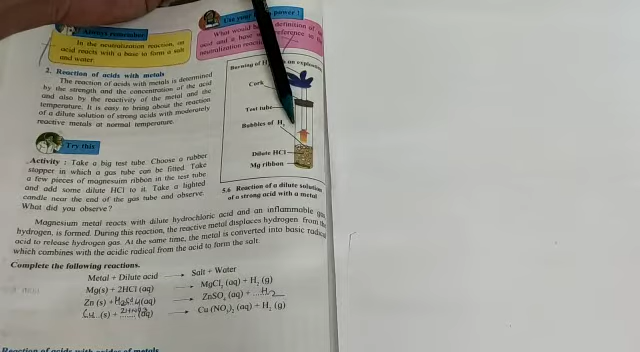 Always remember
In the neutralization reaction, an
acid reacts with a base to form a salt
and water.
Use your power !
What would be definition of
acid and a base reference to
neutralization
2. Reaction of acids with metals
The reaction of acids with metals is determined
by the strength and the concentration of the acid
and also by the reactivity of the metal and the
temperature. It is easy to bring about the reaction
of a dilute solution of strong acids with moderately
reactive metals at normal temperature.
Try this
Activity : Take a big test tube. Choose a rubber
stopper in which a gas tube can be fitted. Take
a few pieces of magnesium ribbon in the test tube
and add some dilute HCl to it. Take a lighted
candle near the end of the gas tube and observe.
What did you observe?
Burning of H₂ an explosion
Cork
Test tube
Bubbles of H₂
Dilute HCl
Mg ribbon
5.6 Reaction of a dilute solution
of a strong acid with a metal
Magnesium metal reacts with dilute hydrochloric acid and an inflammable gas,
hydrogen, is formed. During this reaction, the reactive metal displaces hydrogen from the
acid to release hydrogen gas. At the same time, the metal is converted into basic radical
which combines with the acidic radical from the acid to form the salt.
Complete the following reactions.
Metal + Dilute acid → Salt + Water
Mg(s) + 2HCl (aq) → MgCl₂ (aq) + H₂ (g)
Zn (s) + H₂SO₄ (aq) → ZnSO₄ (aq) + H₂
(s) + 2HNO₃ (aq) → Cu (NO₃)₂ (aq) + H₂ (g)
Reaction of acids with oxides of metals